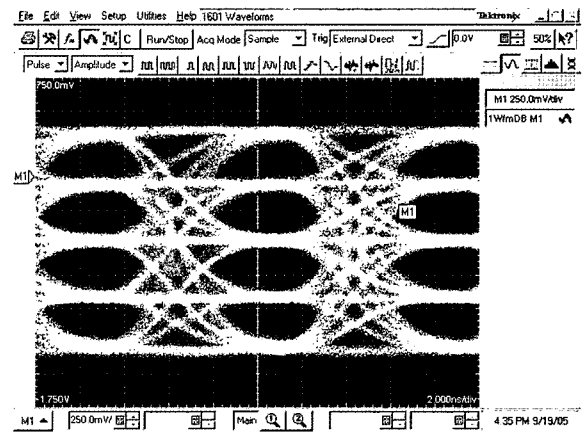 File Edit View Setup Utilities Help 1601 Waveforms Tektronix
C Run/Stop Acq Mode Sample Trig External Direct 0.0V 50%
Pulse Amplitude
750.0mV
M1 250.0mV/div
1WfmDB M1
M1
M1
-1.750V
2.000ns/div
M1 250.0mV/ Main 1 2 4:35 PM 9/19/05